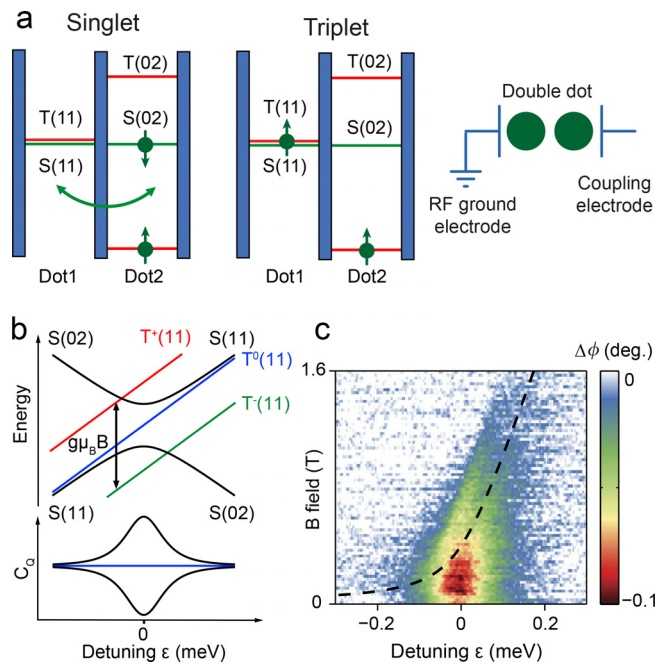 a
Singlet
Triplet
T(02)
T(02)
T(11)
S(02)
T(11)
S(02)
S(11)
S(11)
Double dot
RF ground
electrode
Coupling
electrode
Dot1
Dot2
Dot1
Dot2
b
S(02)
T⁺(11)
S(11)
T⁰(11)
T⁻(11)
Energy
gμ_BB
S(11)
S(02)
C_Q
0
Detuning ε (meV)
c
Δϕ (deg.)
1.6
0
B field (T)
0
−0.1
−0.2
0
0.2
Detuning ε (meV)